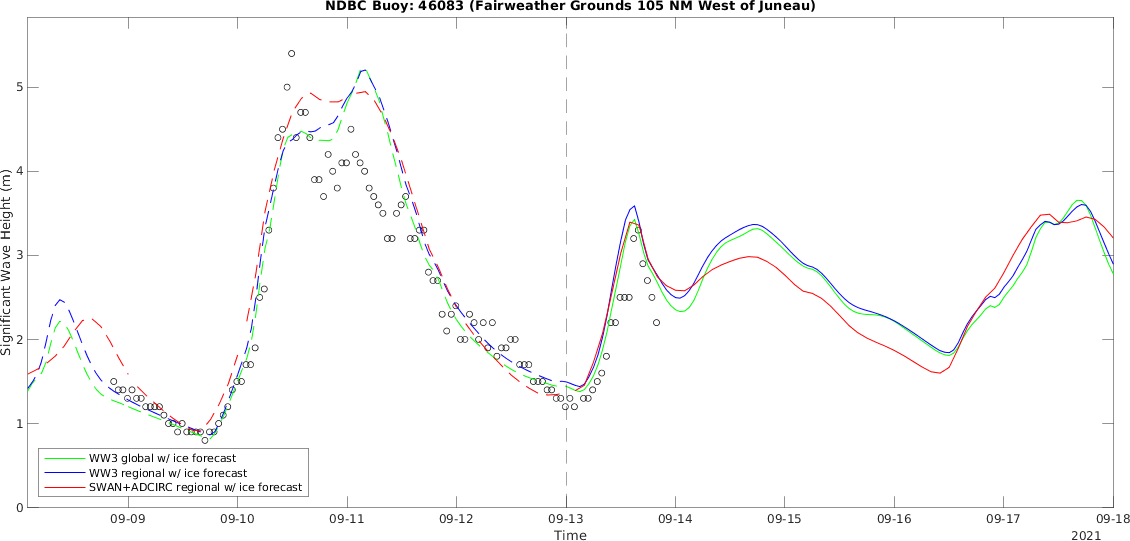 NDBC Buoy: 46083 (Fairweather Grounds 105 NM West of Juneau)
Significant Wave Height (m)
5
4
3
2
1
0
WW3 global w/ ice forecast
WW3 regional w/ ice forecast
SWAN+ADCIRC regional w/ ice forecast
09-09 09-10 09-11 09-12 09-13 09-14 09-15 09-16 09-17 09-18
Time
2021